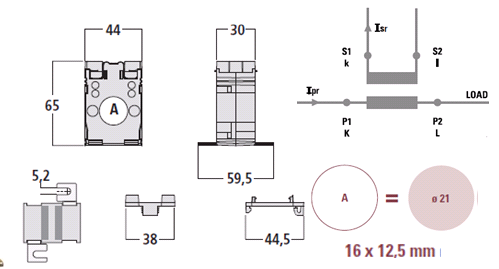 44
30
65
A
59,5
Isr
S1
S2
k
l
Ipr
LOAD
P1
P2
K
L
5,2
38
44,5
A
=
ø 21
16 x 12,5 mm